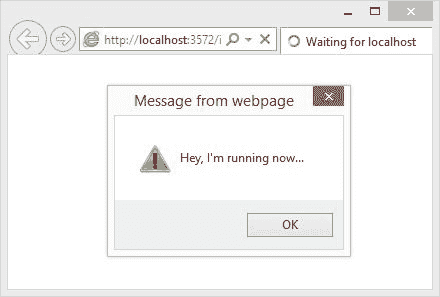 http://localhost:3572/i
Waiting for localhost
Message from webpage
Hey, I'm running now...
OK